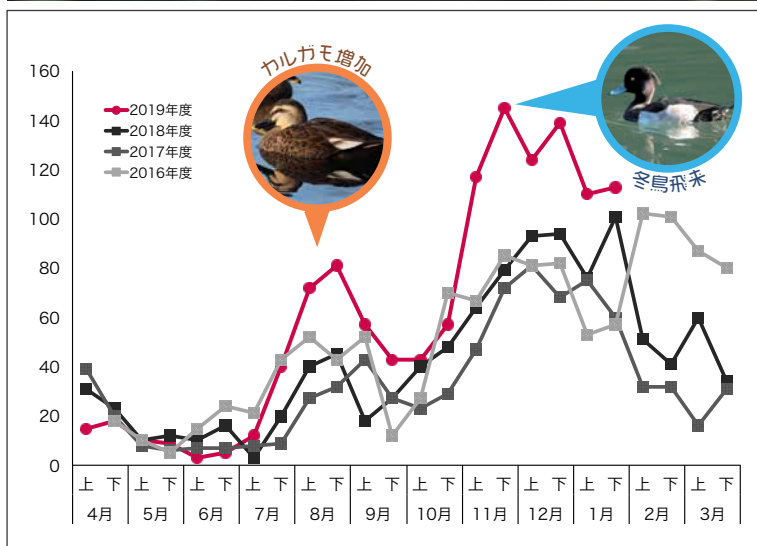 カルガモ増加
冬鳥飛来
2019年度
2018年度
2017年度
2016年度
160
140
120
100
80
60
40
20
0
上 下 上 下 上 下 上 下 上 下 上 下 上 下 上 下 上 下 上 下 上 下 上 下
4月 5月 6月 7月 8月 9月 10月 11月 12月 1月 2月 3月